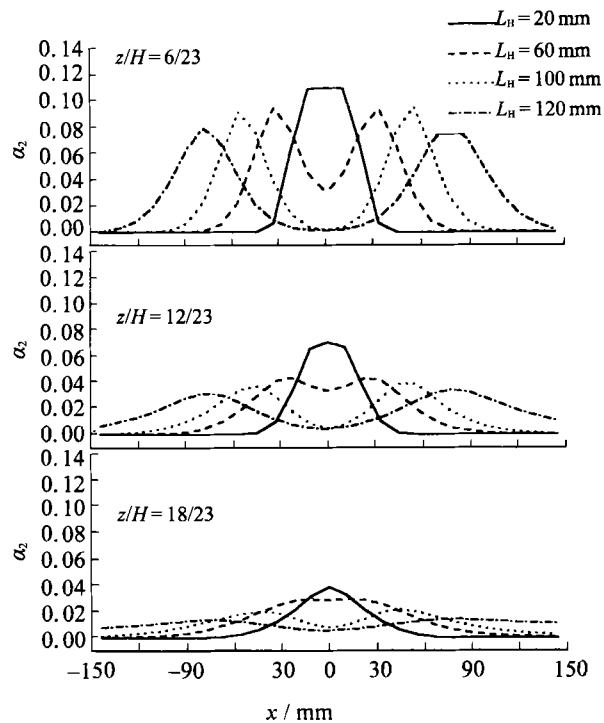 L_H = 20 mm
L_H = 60 mm
L_H = 100 mm
L_H = 120 mm
z/H = 6/23
0.14
0.12
0.10
0.08
0.06
0.04
0.02
0.00
α₂
z/H = 12/23
0.14
0.12
0.10
0.08
0.06
0.04
0.02
0.00
α₂
z/H = 18/23
0.14
0.12
0.10
0.08
0.06
0.04
0.02
0.00
α₂
−150 −90 30 0 30 90 150
x / mm